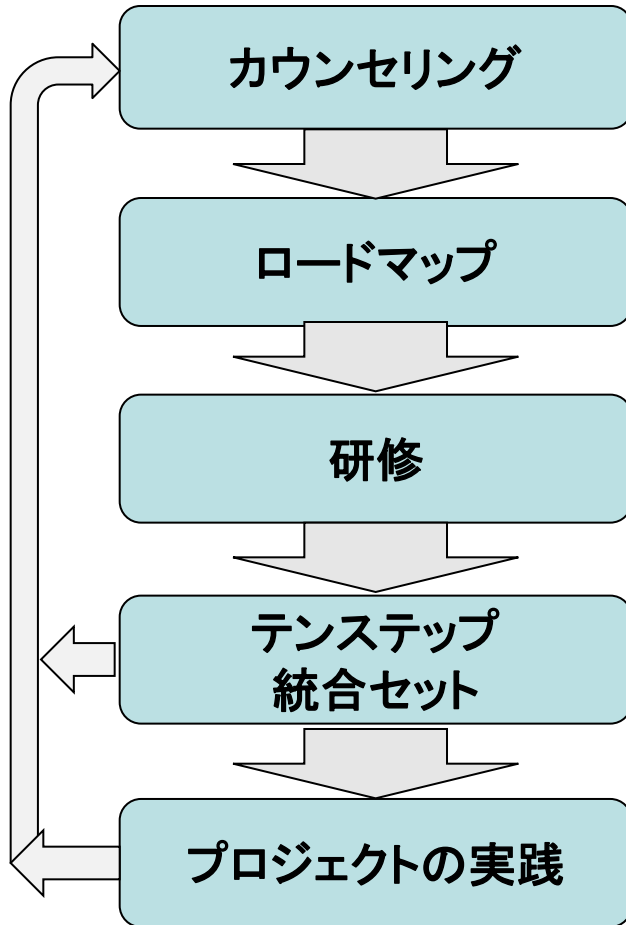 カウンセリング
ロードマップ
研修
テンステップ
統合セット
プロジェクトの実践